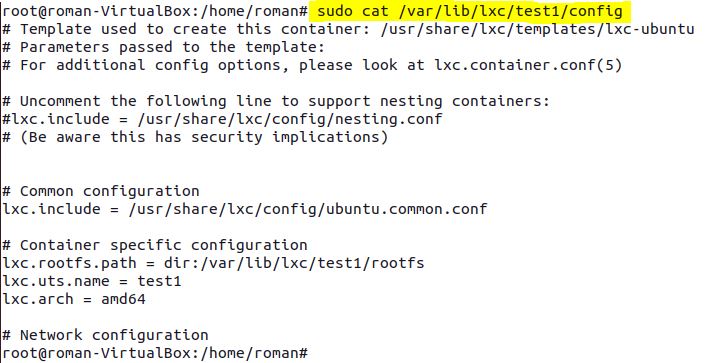 root@roman-VirtualBox:/home/roman# sudo cat /var/lib/lxc/test1/config
# Template used to create this container: /usr/share/lxc/templates/lxc-ubuntu
# Parameters passed to the template:
# For additional config options, please look at lxc.container.conf(5)
# Uncomment the following line to support nesting containers:
#lxc.include = /usr/share/lxc/config/nesting.conf
# (Be aware this has security implications)
# Common configuration
lxc.include = /usr/share/lxc/config/ubuntu.common.conf
# Container specific configuration
lxc.rootfs.path = dir:/var/lib/lxc/test1/rootfs
lxc.uts.name = test1
lxc.arch = amd64
# Network configuration
root@roman-VirtualBox:/home/roman#